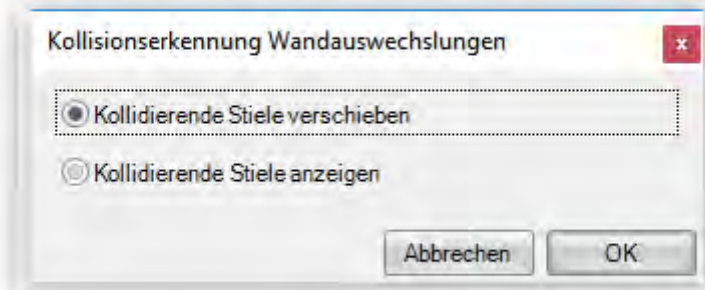 Kollisionserkennung Wandauswechslungen
Kollidierende Stiele verschieben
Kollidierende Stiele anzeigen
Abbrechen OK